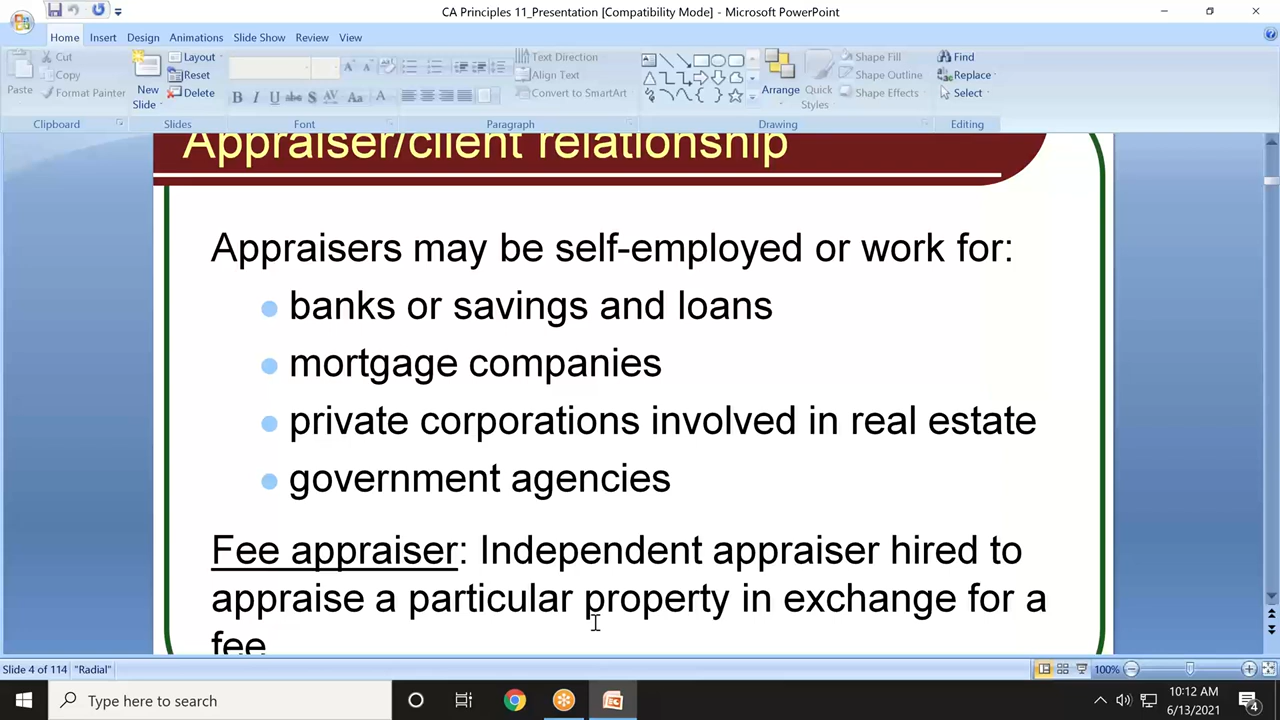 CA Principles 11_Presentation [Compatibility Mode] - Microsoft PowerPoint
Home Insert Design Animations Slide Show Review View
Cut
Copy
Format Painter
Paste
Clipboard
New
Slide
Layout
Reset
Delete
Slides
B I U abc S AV Aa A
Font
Text Direction
Align Text
Convert to SmartArt
Paragraph
Arrange
Quick
Styles
Shape Fill
Shape Outline
Shape Effects
Drawing
Find
Replace
Select
Editing
Appraiser/client relationship
Appraisers may be self-employed or work for:
banks or savings and loans
mortgage companies
private corporations involved in real estate
government agencies
Fee appraiser: Independent appraiser hired to
appraise a particular property in exchange for a
fee
Slide 4 of 114 "Radial"
100%
Type here to search
10:12 AM
6/13/2021
4